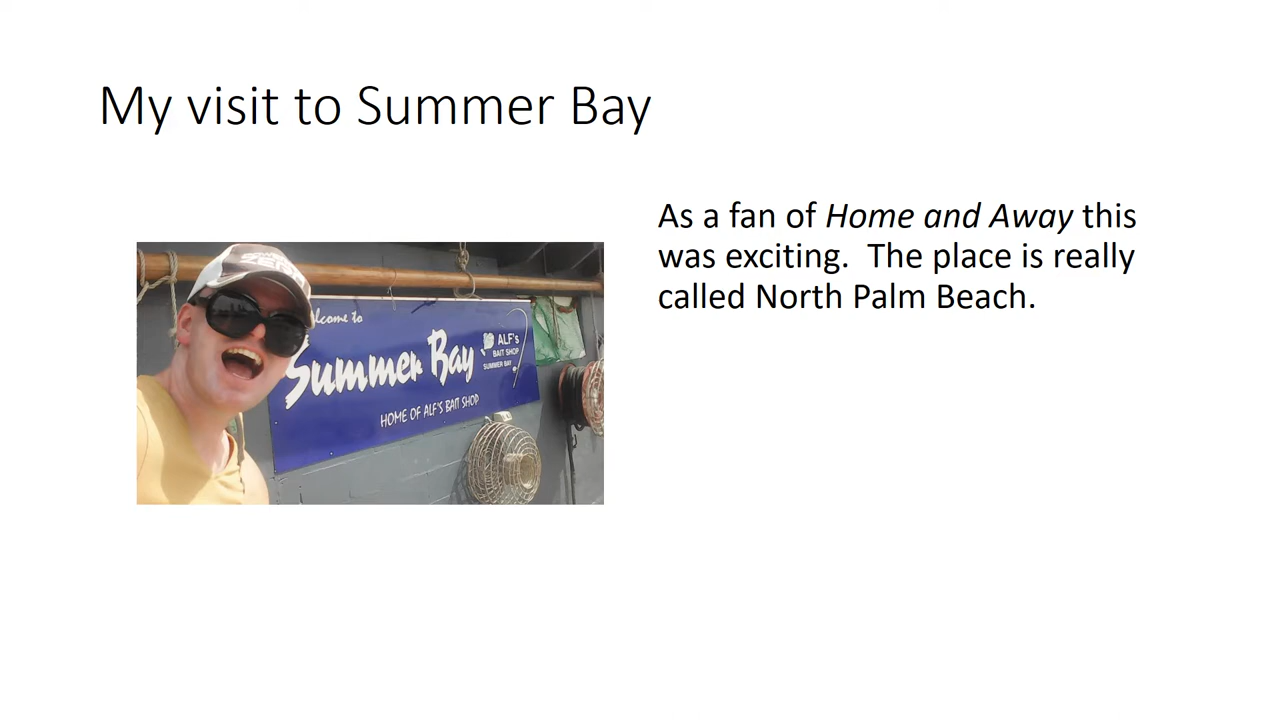 My visit to Summer Bay
As a fan of Home and Away this
was exciting.  The place is really
called North Palm Beach.
lcome to
Summer Bay
ALF's
BAIT SHOP
SUMMER BAY
HOME OF ALF'S BAIT SHOP